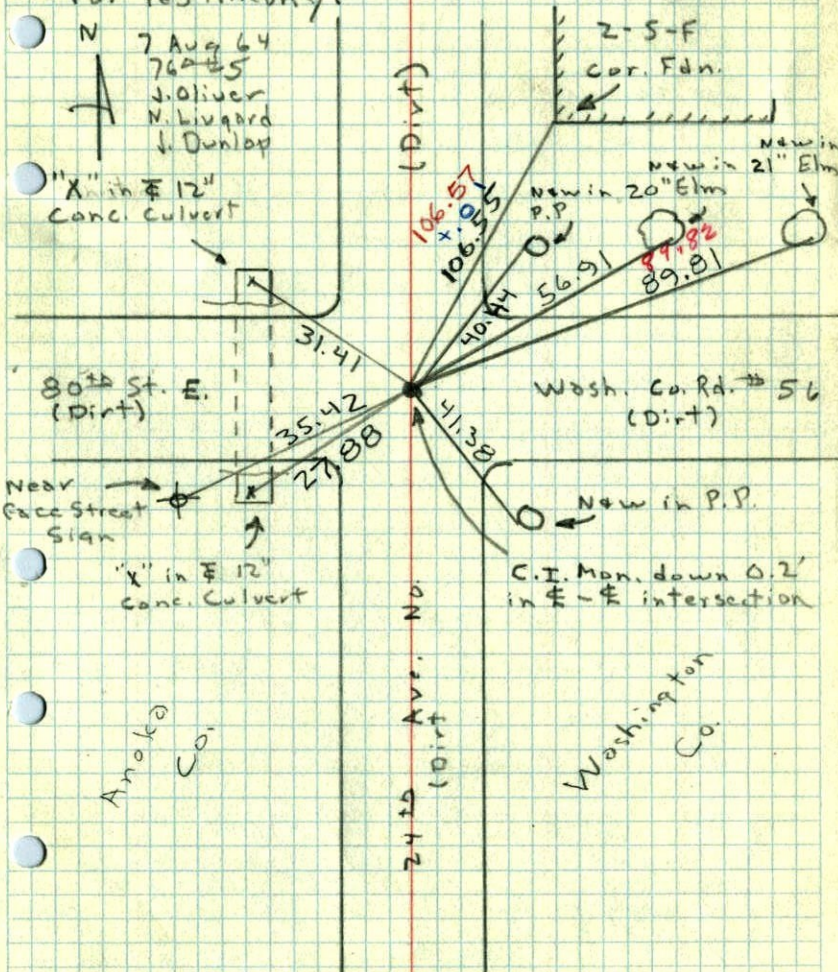 Per Testimony.
N
7 Aug 64
J. Oliver
N. Livgard
J. Dunlop
(Dirt)
2-S-F
Cor. Fdn.
"X" in ℄ 12"
Conc. Culvert
106.57
x.01
106.55
N&W in 20" Elm
P.P.
N&W in 21" Elm
89.82
56.91
89.81
40.44
31.41
80th St. E.
(Dirt)
Wash. Co. Rd. # 56
(Dirt)
35.42
27.88
41.38
Near
Face Street
Sign
N&W in P.P.
"X" in ℄ 12"
Conc. Culvert
C.I. Mon. down 0.2'
in ℄-℄ intersection
24th Ave. No.
(Dirt
Anoka
Co.
Washington
Co.